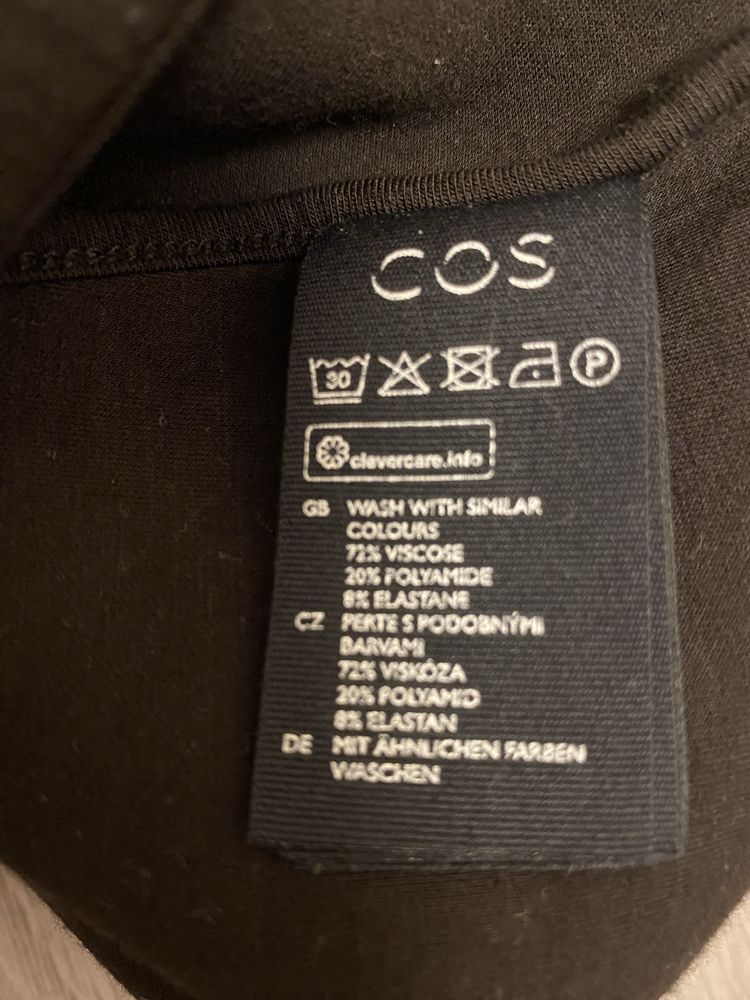 COS
30 P
clevercare.info
GB WASH WITH SIMILAR
COLOURS
72% VISCOSE
20% POLYAMIDE
8% ELASTANE
CZ PERTE S PODOBNÝMI
BARVAMI
72% VISKÓZA
20% POLYAMID
8% ELASTAN
DE MIT ÄHNLICHEN FARBEN
WASCHEN